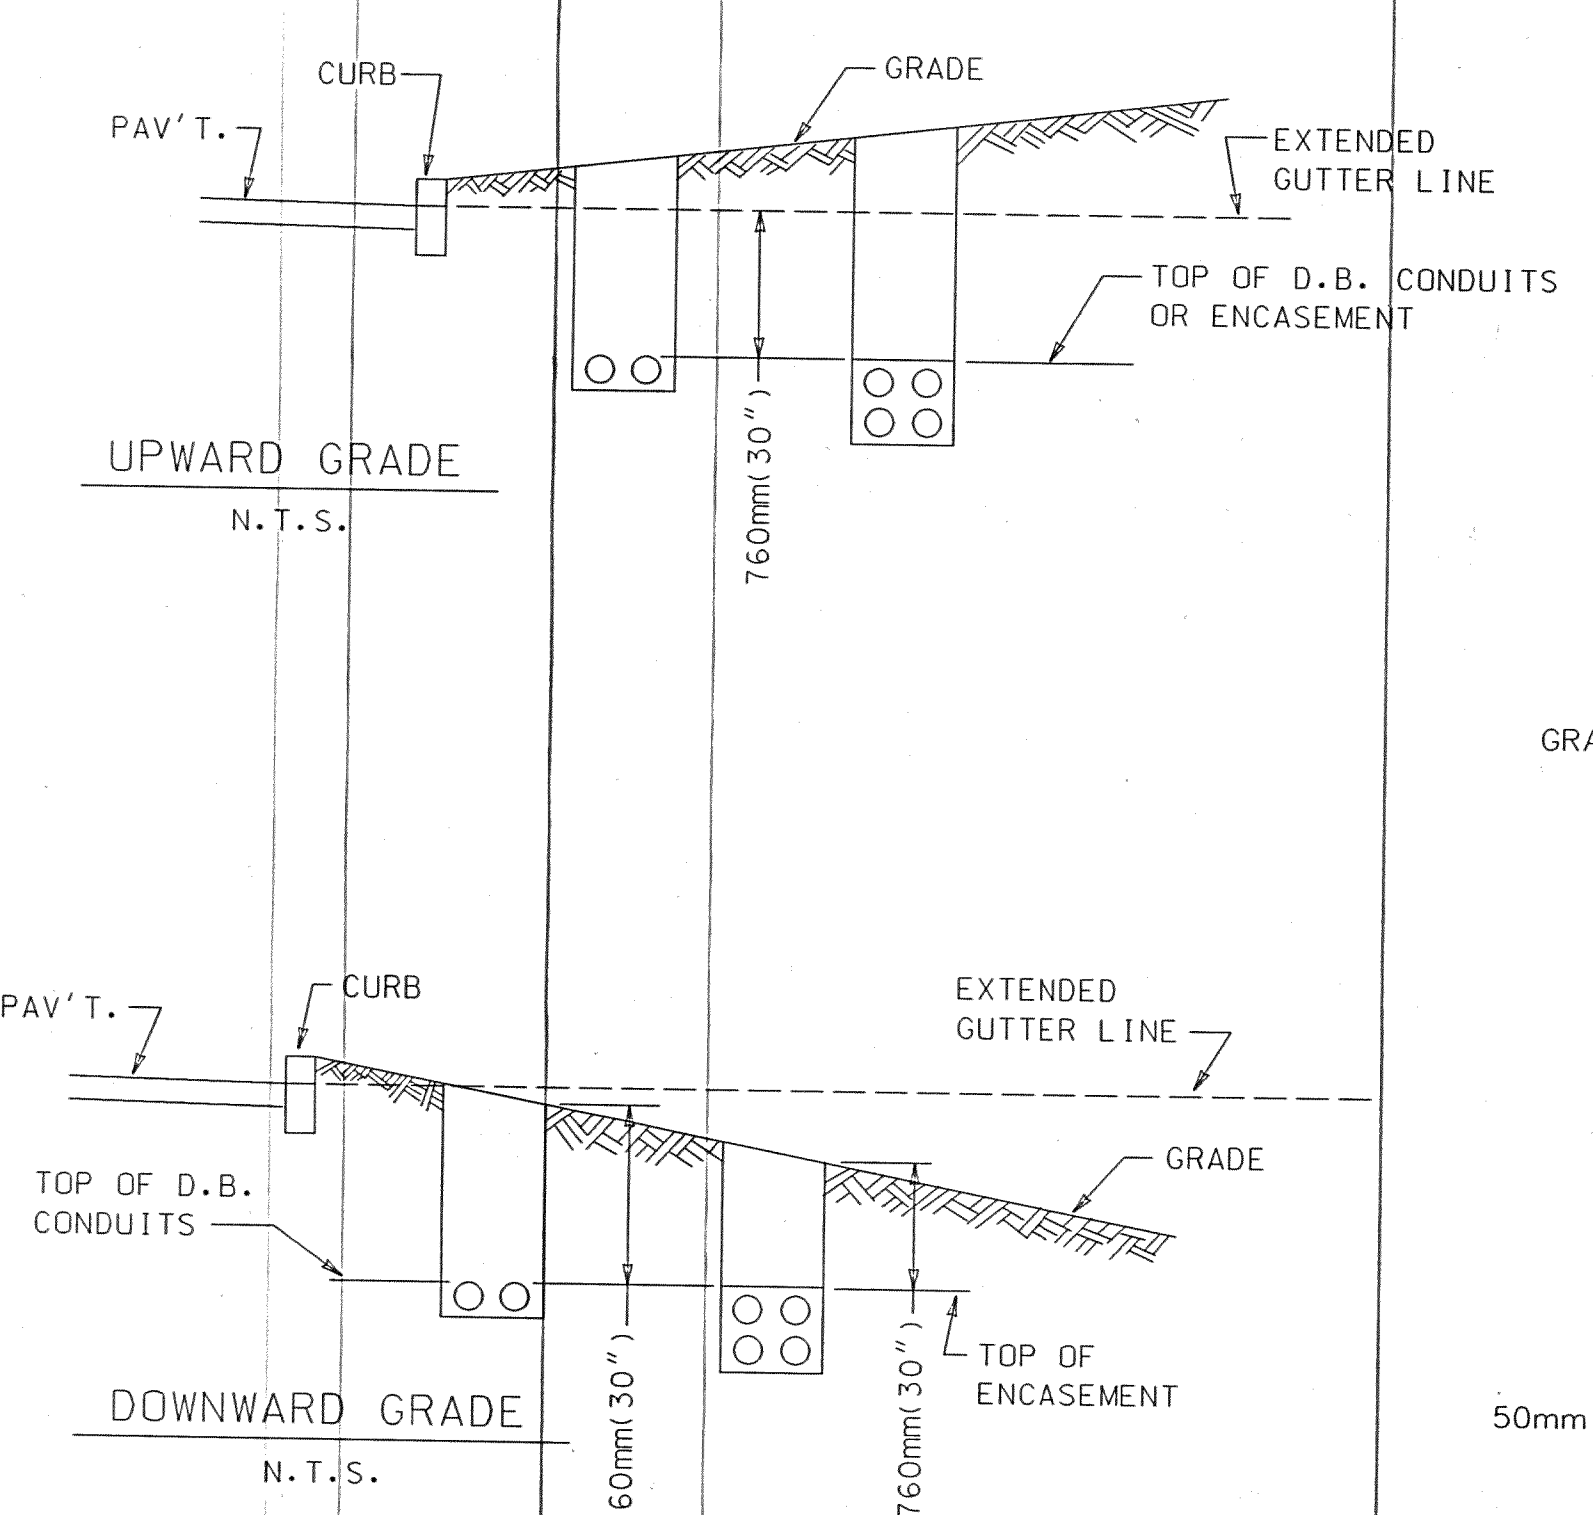 CURB
GRADE
PAV'T.
EXTENDED
GUTTER LINE
TOP OF D.B. CONDUITS
OR ENCASEMENT
760mm(30")
UPWARD GRADE
N.T.S.
GRA
CURB
PAV'T.
EXTENDED
GUTTER LINE
GRADE
TOP OF D.B.
CONDUITS
60mm(30")
760mm(30")
TOP OF
ENCASEMENT
DOWNWARD GRADE
N.T.S.
50mm